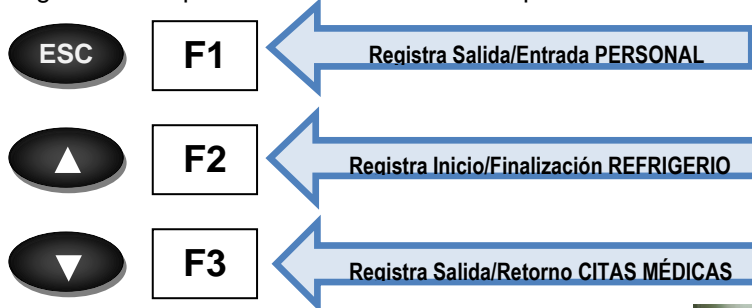 ESC F1 Registra Salida/Entrada PERSONAL
▲ F2 Registra Inicio/Finalización REFRIGERIO
▼ F3 Registra Salida/Retorno CITAS MÉDICAS